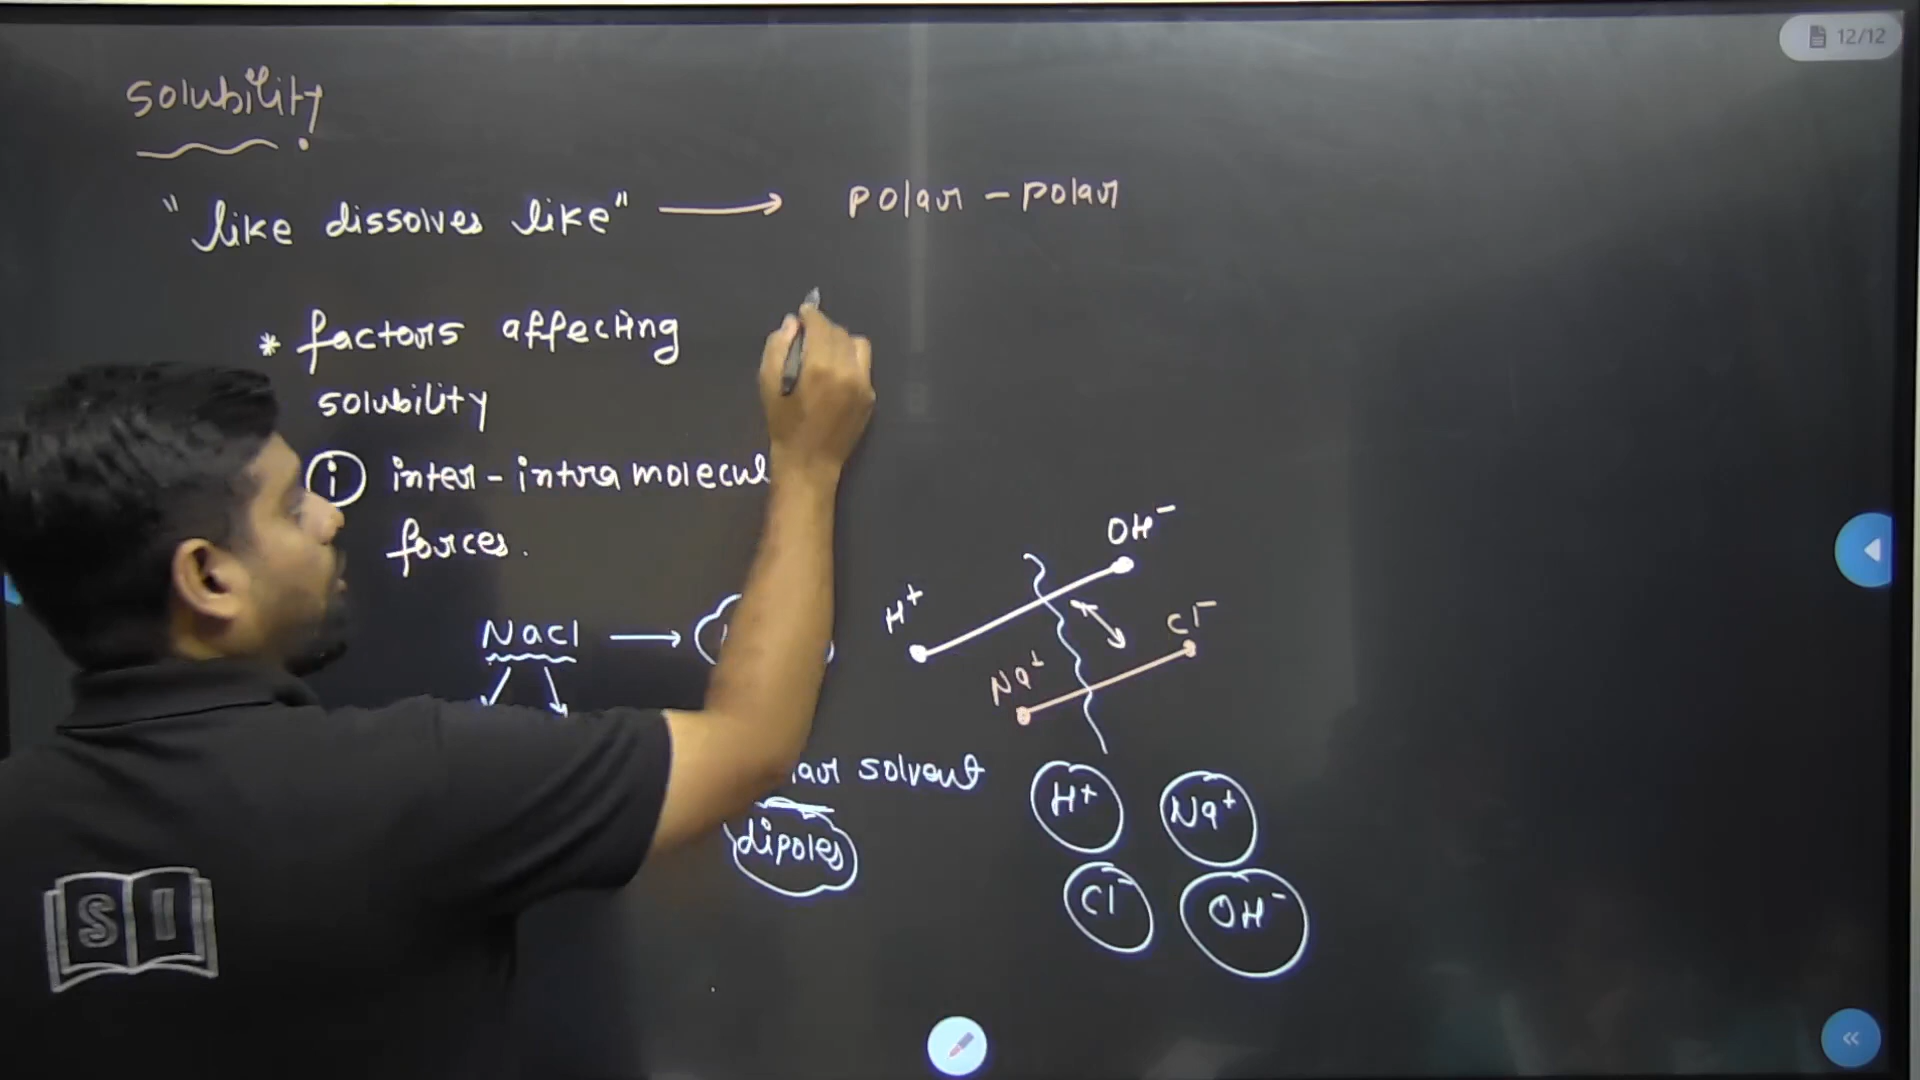 12/12
solubility
"like dissolves like" → polar - polar
* factors affecting
solubility
i inter - intra molecul
forces.
OH⁻
H⁺
Cl⁻
NaCl →
Na⁺
solvent
dipoles
H⁺ Na⁺
Cl⁻ OH⁻
SI